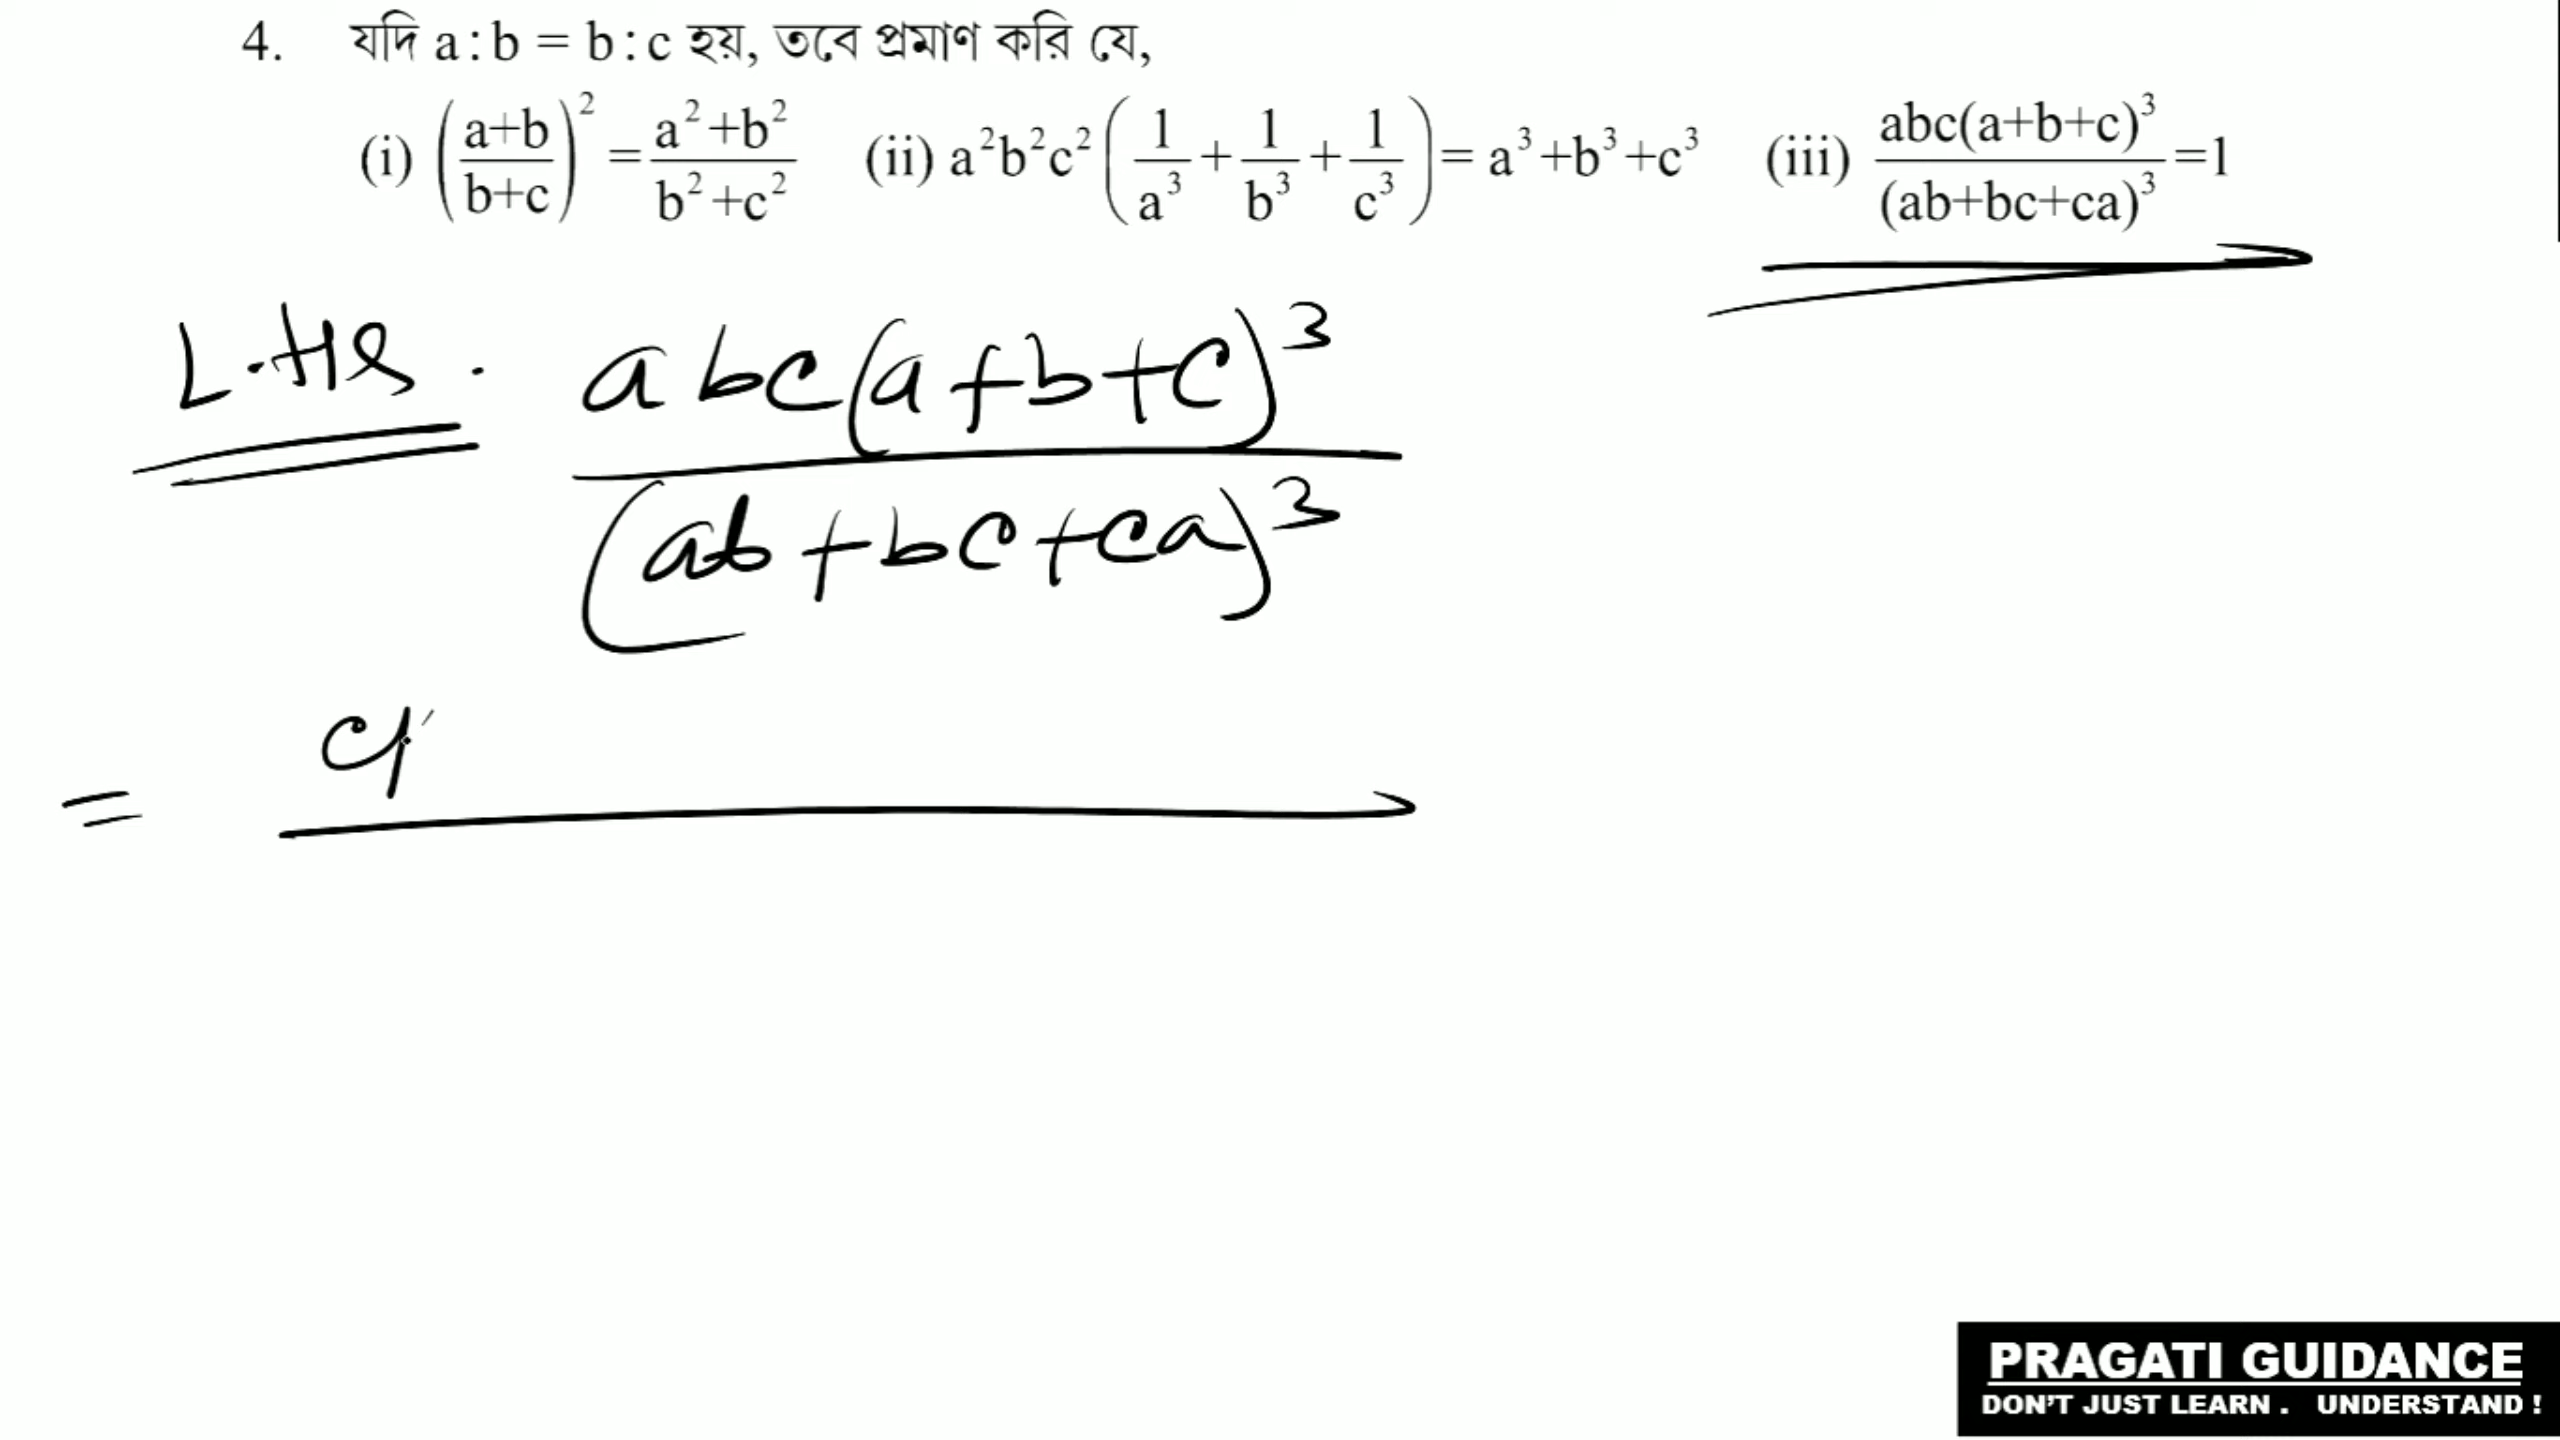 4. যদি a : b = b : c হয়, তবে প্রমাণ করি যে,
(i) ((a+b)/(b+c))² = (a²+b²)/(b²+c²) (ii) a²b²c² (1/a³ + 1/b³ + 1/c³) = a³+b³+c³ (iii) abc(a+b+c)³/(ab+bc+ca)³ =1
L.HS. abc(a+b+c)³
(ab+bc+ca)³
=
PRAGATI GUIDANCE
DON'T JUST LEARN . UNDERSTAND !